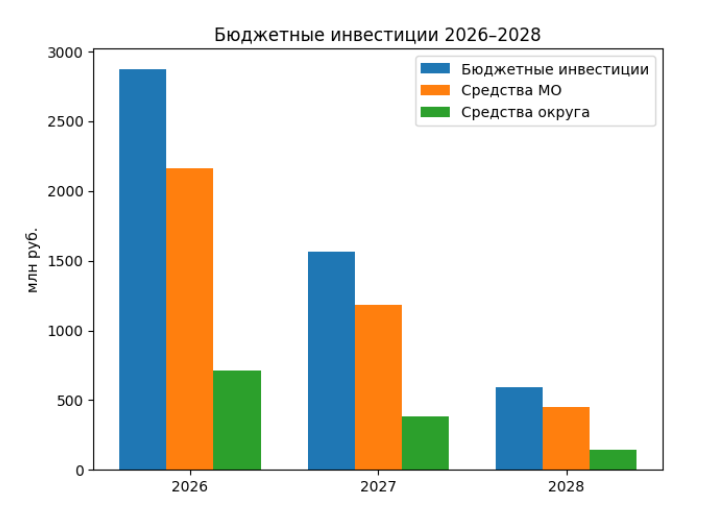 Бюджетные инвестиции 2026–2028
Бюджетные инвестиции
Средства МО
Средства округа
млн руб.
3000
2500
2000
1500
1000
500
0
2026
2027
2028